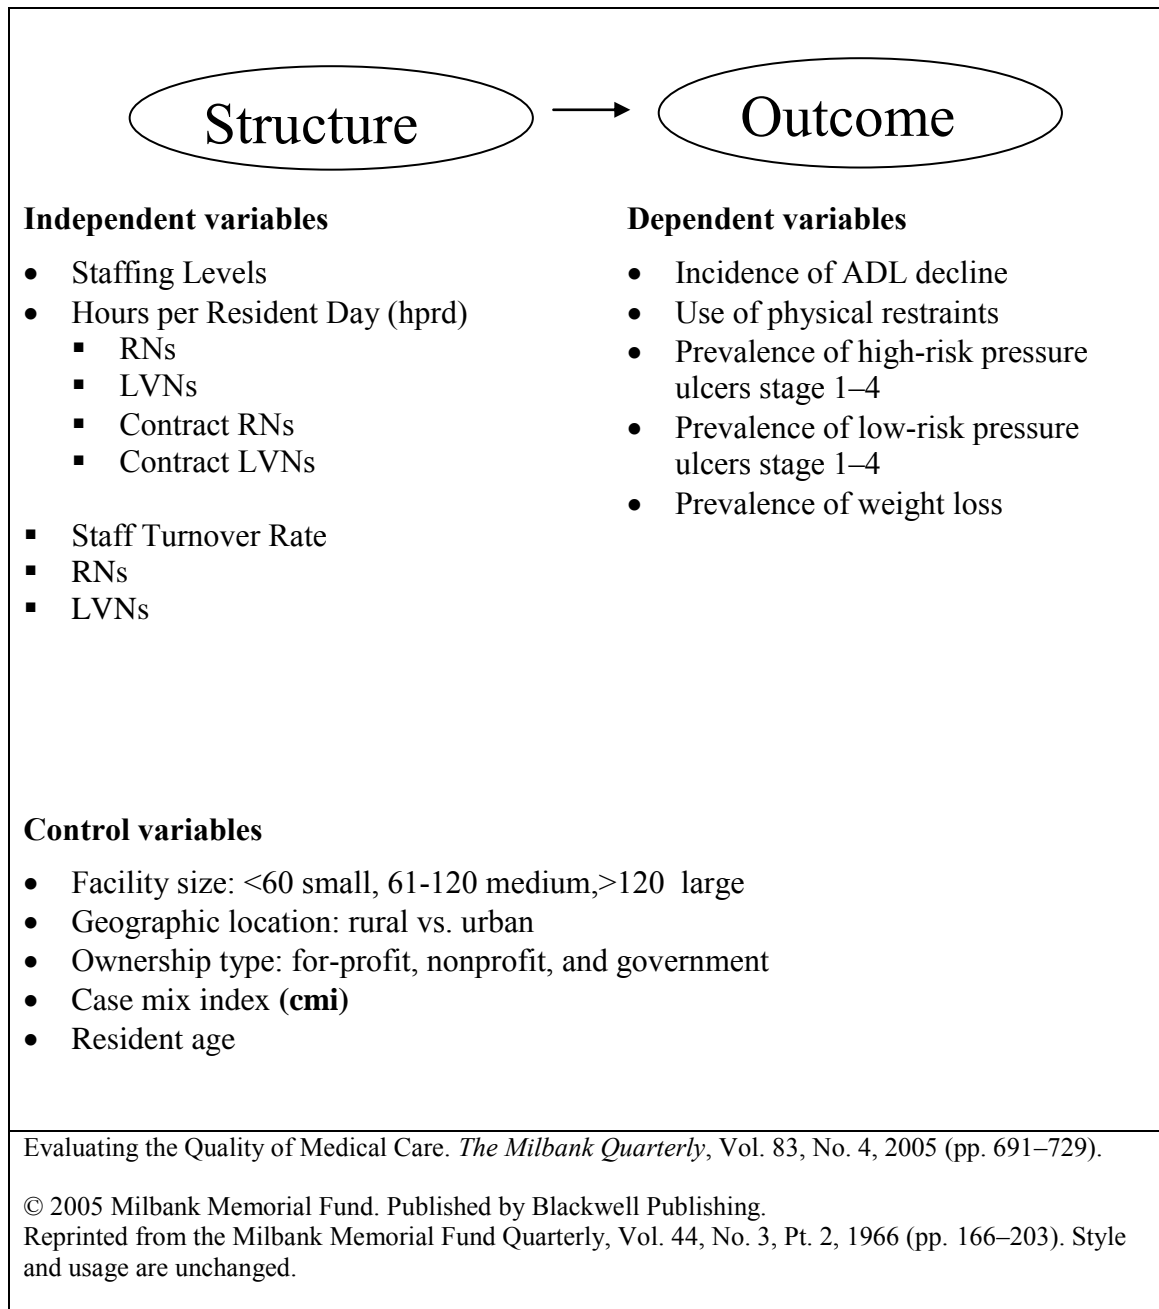 Structure
Outcome
Independent variables
• Staffing Levels
• Hours per Resident Day (hprd)
▪ RNs
▪ LVNs
▪ Contract RNs
▪ Contract LVNs
▪ Staff Turnover Rate
▪ RNs
▪ LVNs
Dependent variables
• Incidence of ADL decline
• Use of physical restraints
• Prevalence of high-risk pressure
ulcers stage 1–4
• Prevalence of low-risk pressure
ulcers stage 1–4
• Prevalence of weight loss
Control variables
• Facility size: <60 small, 61-120 medium,>120 large
• Geographic location: rural vs. urban
• Ownership type: for-profit, nonprofit, and government
• Case mix index (cmi)
• Resident age
Evaluating the Quality of Medical Care. The Milbank Quarterly, Vol. 83, No. 4, 2005 (pp. 691–729).
© 2005 Milbank Memorial Fund. Published by Blackwell Publishing.
Reprinted from the Milbank Memorial Fund Quarterly, Vol. 44, No. 3, Pt. 2, 1966 (pp. 166–203). Style
and usage are unchanged.